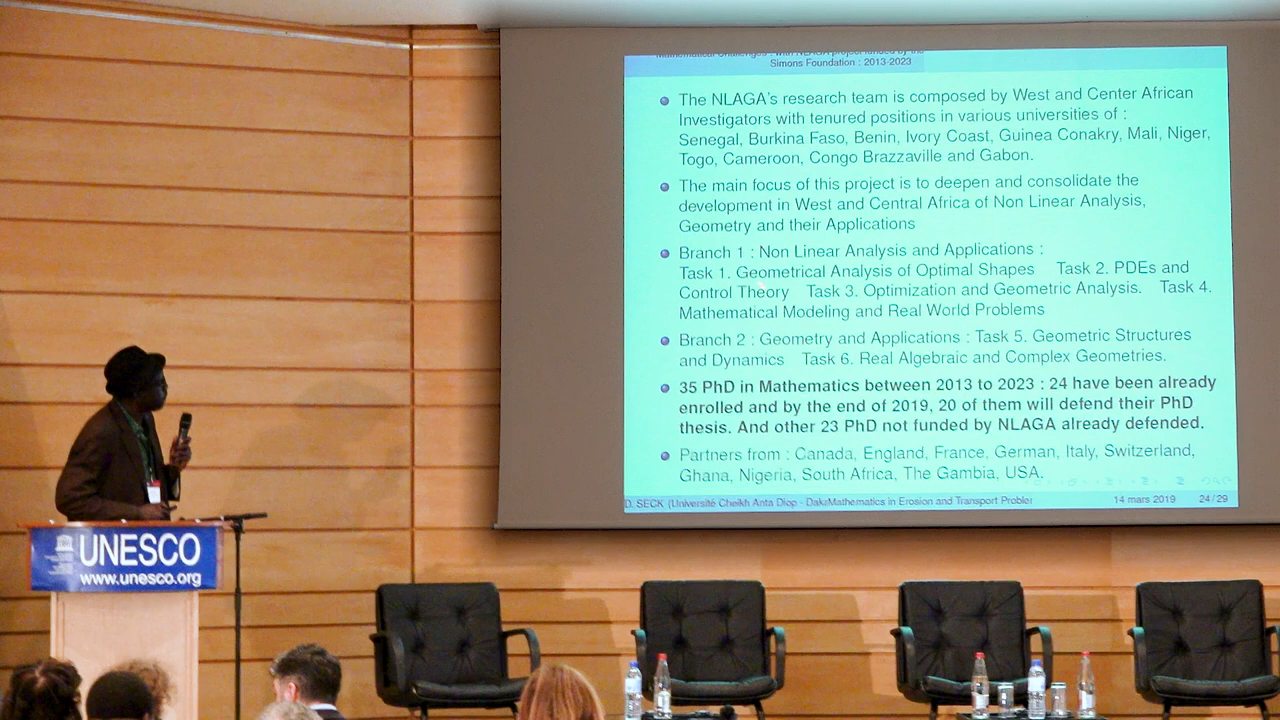 Mathematical Challenges : with NLAGA project funded by the
Simons Foundation : 2013-2023
The NLAGA's research team is composed by West and Center African
Investigators with tenured positions in various universities of :
Senegal, Burkina Faso, Benin, Ivory Coast, Guinea Conakry, Mali, Niger,
Togo, Cameroon, Congo Brazzaville and Gabon.
The main focus of this project is to deepen and consolidate the
development in West and Central Africa of Non Linear Analysis,
Geometry and their Applications
Branch 1 : Non Linear Analysis and Applications :
Task 1. Geometrical Analysis of Optimal Shapes Task 2. PDEs and
Control Theory Task 3. Optimization and Geometric Analysis. Task 4.
Mathematical Modeling and Real World Problems
Branch 2 : Geometry and Applications : Task 5. Geometric Structures
and Dynamics Task 6. Real Algebraic and Complex Geometries.
35 PhD in Mathematics between 2013 to 2023 : 24 have been already
enrolled and by the end of 2019, 20 of them will defend their PhD
thesis. And other 23 PhD not funded by NLAGA already defended.
Partners from : Canada, England, France, German, Italy, Switzerland,
Ghana, Nigeria, South Africa, The Gambia, USA.
D. SECK (Université Cheikh Anta Diop - DakaMathematics in Erosion and Transport Probler 14 mars 2019 24/29
UNESCO
www.unesco.org